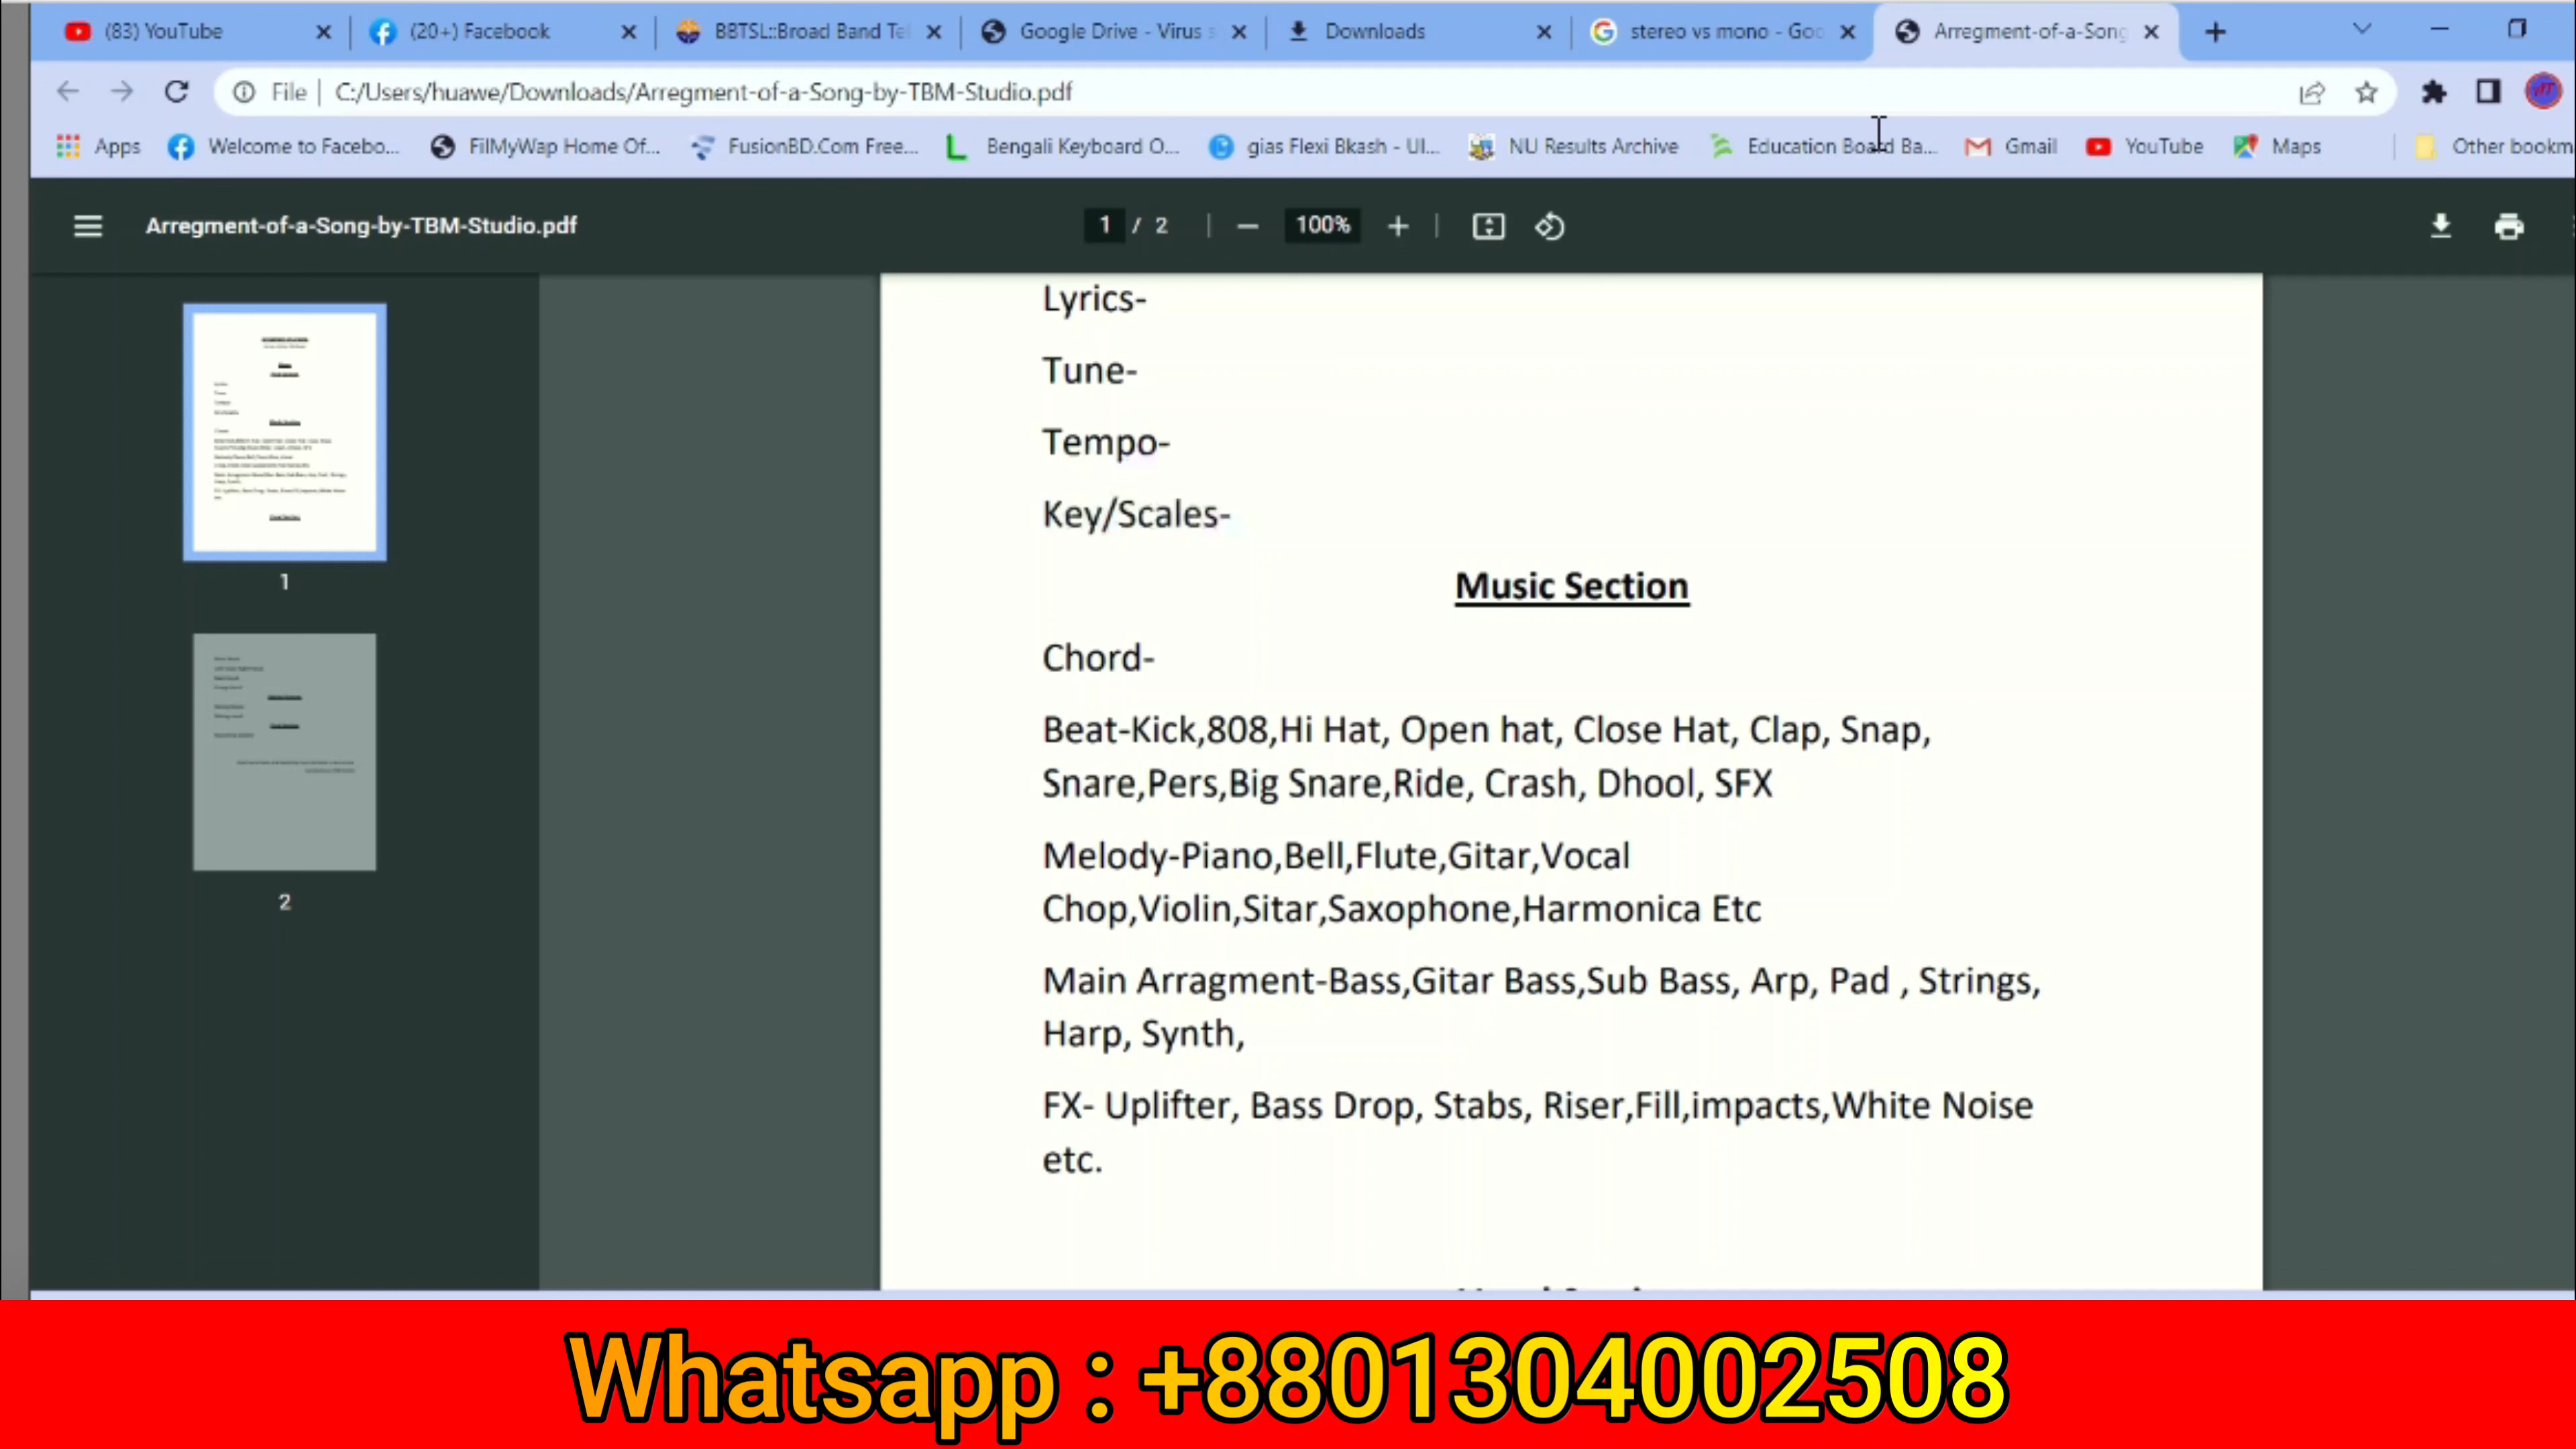 (83) YouTube
(20+) Facebook
BBTSL::Broad Band Tel
Google Drive - Virus s
Downloads
stereo vs mono - Goo
Arregment-of-a-Song
File | C:/Users/huawe/Downloads/Arregment-of-a-Song-by-TBM-Studio.pdf
Apps
Welcome to Facebo...
FilMyWap Home Of...
FusionBD.Com Free...
Bengali Keyboard O...
gias Flexi Bkash - Ul...
NU Results Archive
Education Board Ba...
Gmail
YouTube
Maps
Other bookm
Arregment-of-a-Song-by-TBM-Studio.pdf
1 / 2
100%
1
2
Lyrics-
Tune-
Tempo-
Key/Scales-
Music Section
Chord-
Beat-Kick,808,Hi Hat, Open hat, Close Hat, Clap, Snap,
Snare,Pers,Big Snare,Ride, Crash, Dhool, SFX
Melody-Piano,Bell,Flute,Gitar,Vocal
Chop,Violin,Sitar,Saxophone,Harmonica Etc
Main Arragment-Bass,Gitar Bass,Sub Bass, Arp, Pad , Strings,
Harp, Synth,
FX- Uplifter, Bass Drop, Stabs, Riser,Fill,impacts,White Noise
etc.
Whatsapp : +8801304002508